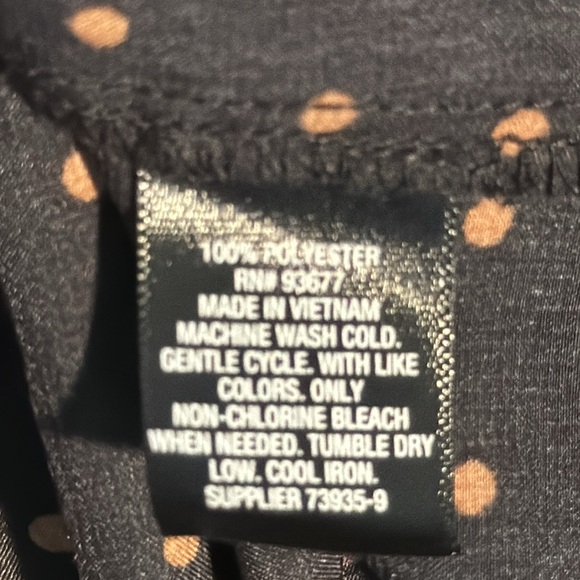 100% POLYESTER
RN# 93677
MADE IN VIETNAM
MACHINE WASH COLD.
GENTLE CYCLE. WITH LIKE
COLORS. ONLY
NON-CHLORINE BLEACH
WHEN NEEDED. TUMBLE DRY
LOW. COOL IRON.
SUPPLIER 73935-9